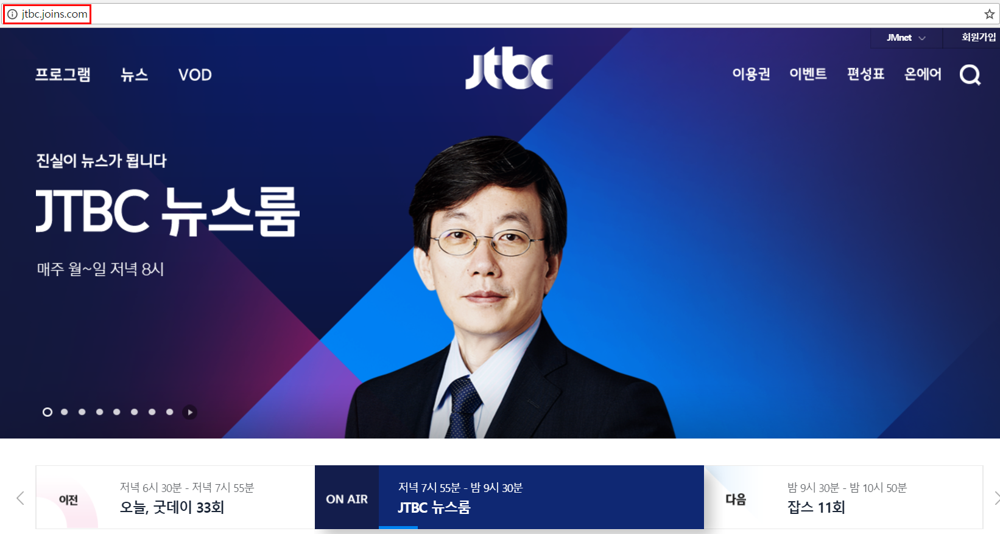 jtbc.joins.com
JMnet 회원가입
프로그램 뉴스 VOD jtbc 이용권 이벤트 편성표 온에어
진실이 뉴스가 됩니다
JTBC 뉴스룸
매주 월~일 저녁 8시
이전
저녁 6시 30분 - 저녁 7시 55분
오늘, 굿데이 33회
ON AIR
저녁 7시 55분 - 밤 9시 30분
JTBC 뉴스룸
다음
밤 9시 30분 - 밤 10시 50분
잡스 11회